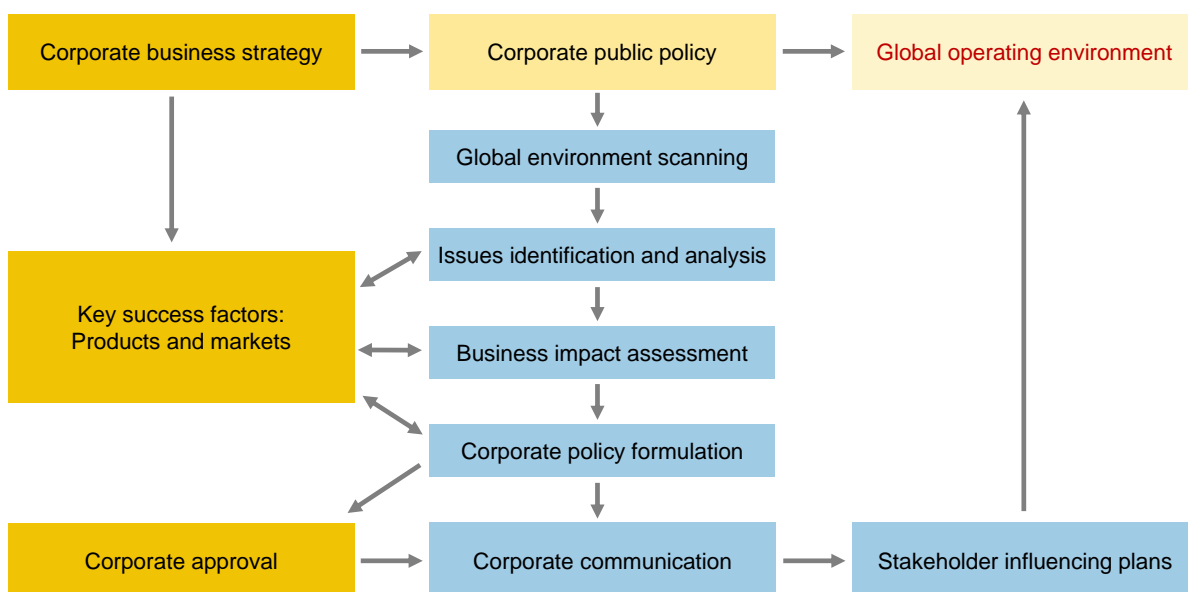 Corporate business strategy
Corporate public policy
Global operating environment
Global environment scanning
Issues identification and analysis
Key success factors:
Products and markets
Business impact assessment
Corporate policy formulation
Corporate approval
Corporate communication
Stakeholder influencing plans